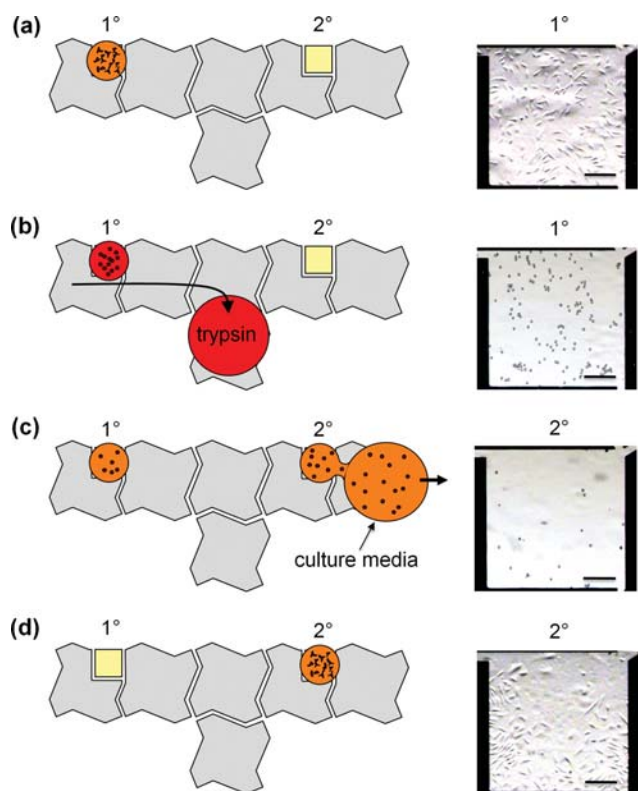 (a) 1° 2° 1°
(b) 1° 2° 1°
trypsin
(c) 1° 2° 2°
culture media
(d) 1° 2° 2°